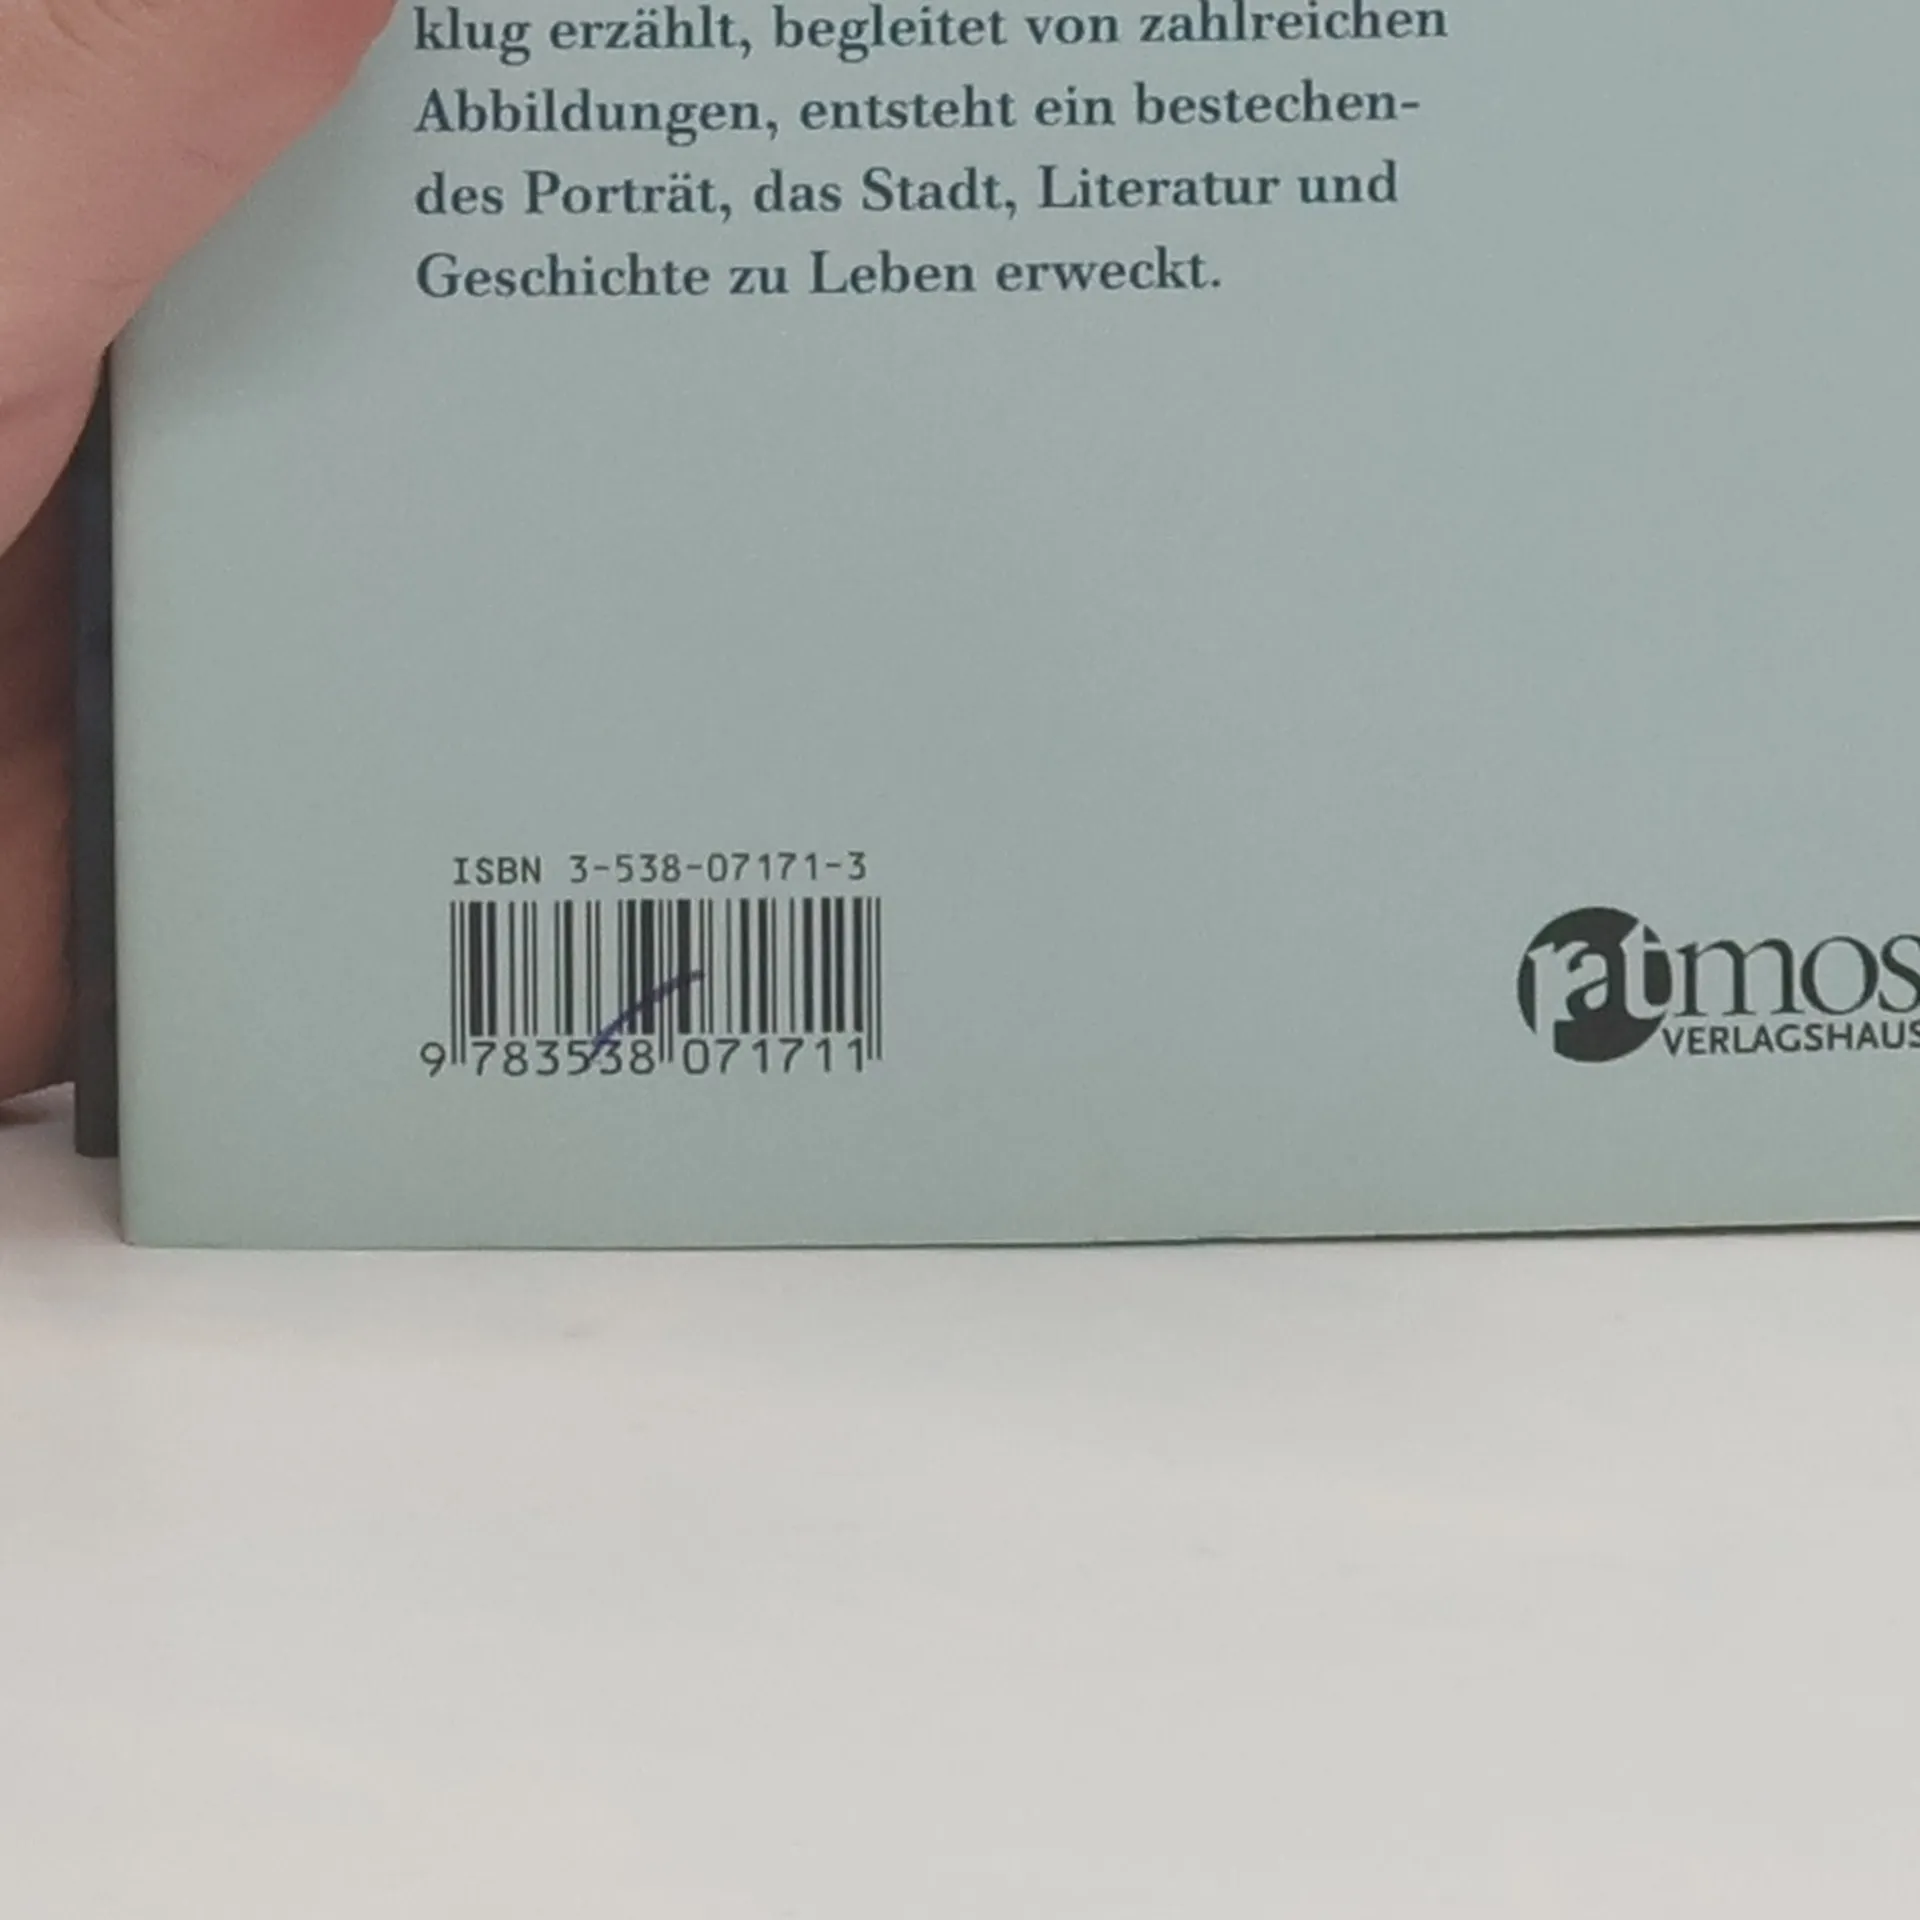 klug erzählt, begleitet von zahlreichen
Abbildungen, entsteht ein bestechen-
des Porträt, das Stadt, Literatur und
Geschichte zu Leben erweckt.
ISBN 3-538-07171-3
9 783538 071711
patmos
VERLAGSHAUS